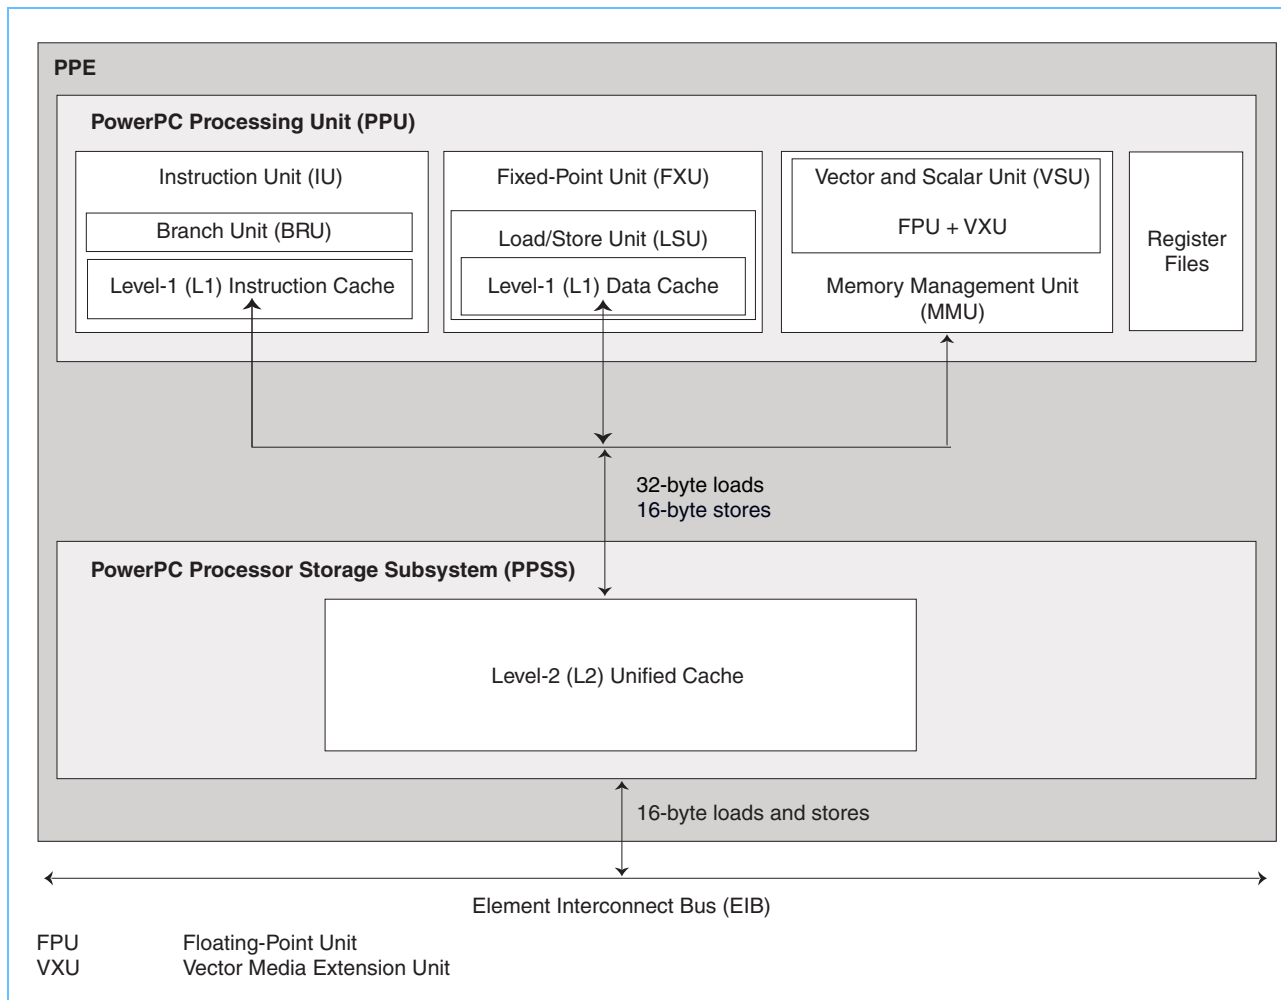 PPE
PowerPC Processing Unit (PPU)
Instruction Unit (IU)
Branch Unit (BRU)
Level-1 (L1) Instruction Cache
Fixed-Point Unit (FXU)
Load/Store Unit (LSU)
Level-1 (L1) Data Cache
Vector and Scalar Unit (VSU)
FPU + VXU
Memory Management Unit
(MMU)
Register
Files
32-byte loads
16-byte stores
PowerPC Processor Storage Subsystem (PPSS)
Level-2 (L2) Unified Cache
16-byte loads and stores
Element Interconnect Bus (EIB)
FPU Floating-Point Unit
VXU Vector Media Extension Unit